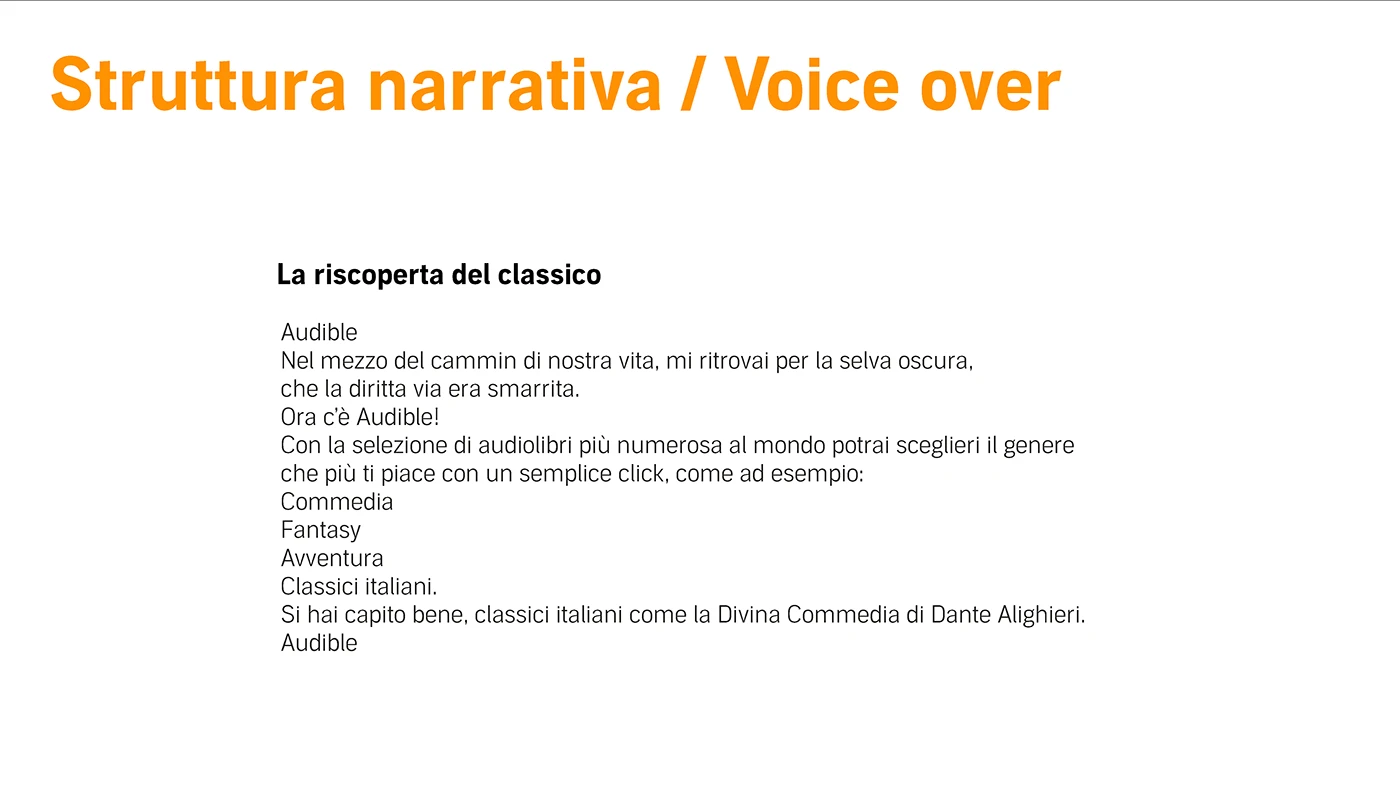 Struttura narrativa / Voice over
La riscoperta del classico
Audible
Nel mezzo del cammin di nostra vita, mi ritrovai per la selva oscura,
che la diritta via era smarrita.
Ora c'è Audible!
Con la selezione di audiolibri più numerosa al mondo potrai sceglieri il genere
che più ti piace con un semplice click, come ad esempio:
Commedia
Fantasy
Avventura
Classici italiani.
Si hai capito bene, classici italiani come la Divina Commedia di Dante Alighieri.
Audible